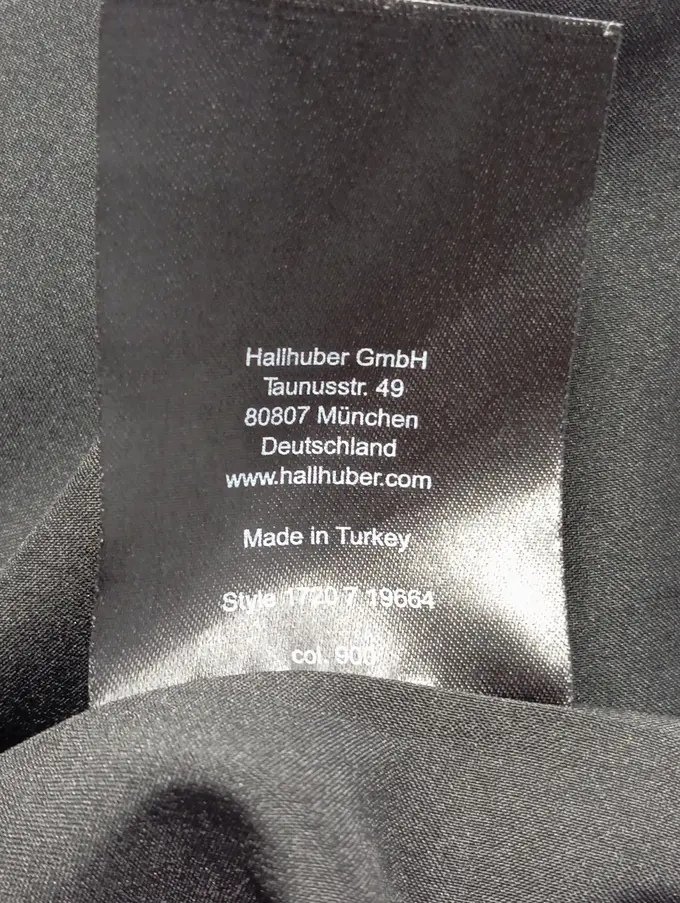 Hallhuber GmbH
Taunusstr. 49
80807 München
Deutschland
www.hallhuber.com
Made in Turkey
Style 1720 7 19664
col. 900